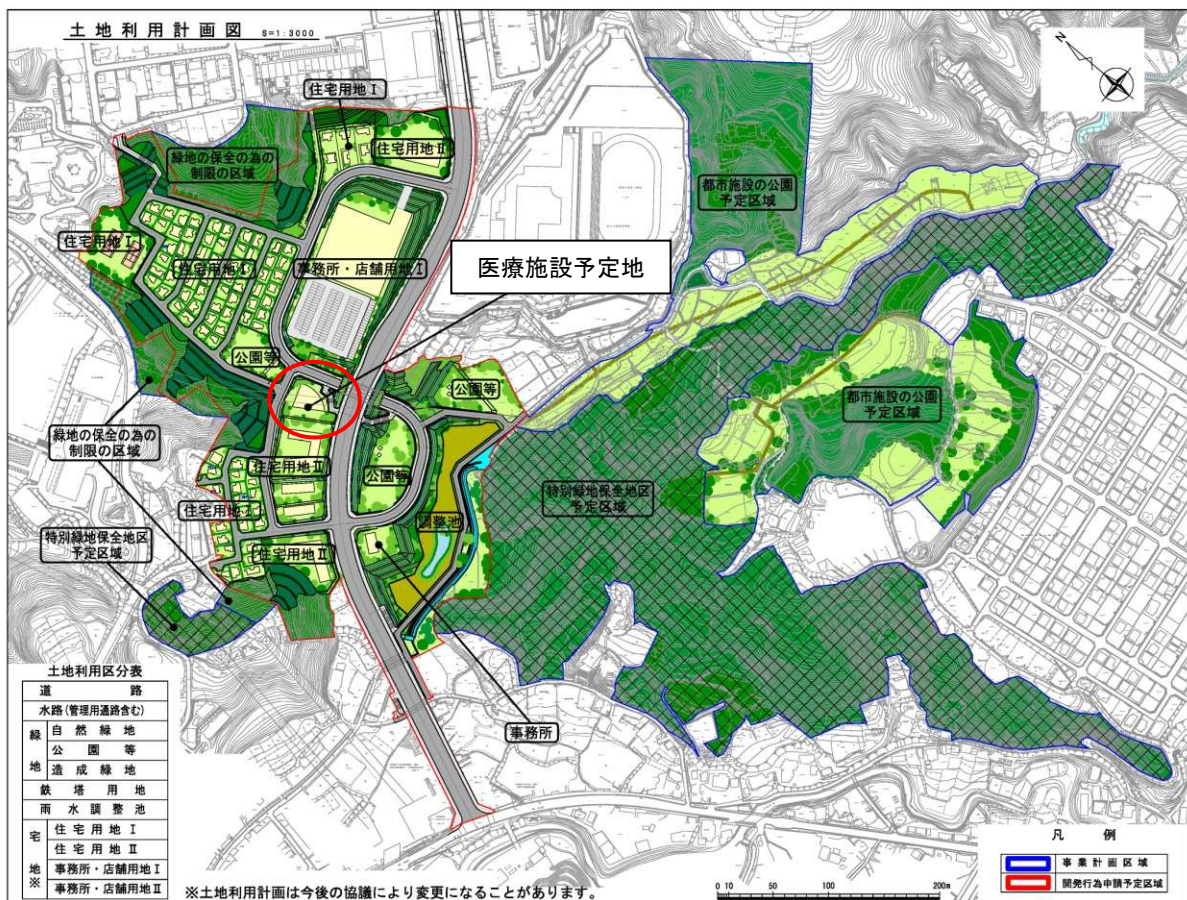 土地利用計画図 S=1:3000
N
住宅用地Ⅰ
住宅用地Ⅱ
緑地の保全の為の
制限の区域
都市施設の公園
予定区域
住宅用地Ⅰ
住宅用地Ⅰ
事務所・店舗用地Ⅰ
医療施設予定地
公園等
公園等
都市施設の公園
予定区域
緑地の保全の為の
制限の区域
住宅用地Ⅱ
公園等
特別緑地保全地区
予定区域
住宅用地Ⅰ
調整池
特別緑地保全地区
予定区域
住宅用地Ⅱ
事務所
土地利用区分表
道路
水路(管理用通路含む)
緑地
自然緑地
公園等
造成緑地
鉄塔用地
雨水調整池
宅地※
住宅用地Ⅰ
住宅用地Ⅱ
事務所・店舗用地Ⅰ
事務所・店舗用地Ⅱ
※土地利用計画は今後の協議により変更になることがあります。
0 10 50 100 200m
凡例
事業計画区域
開発行為申請予定区域